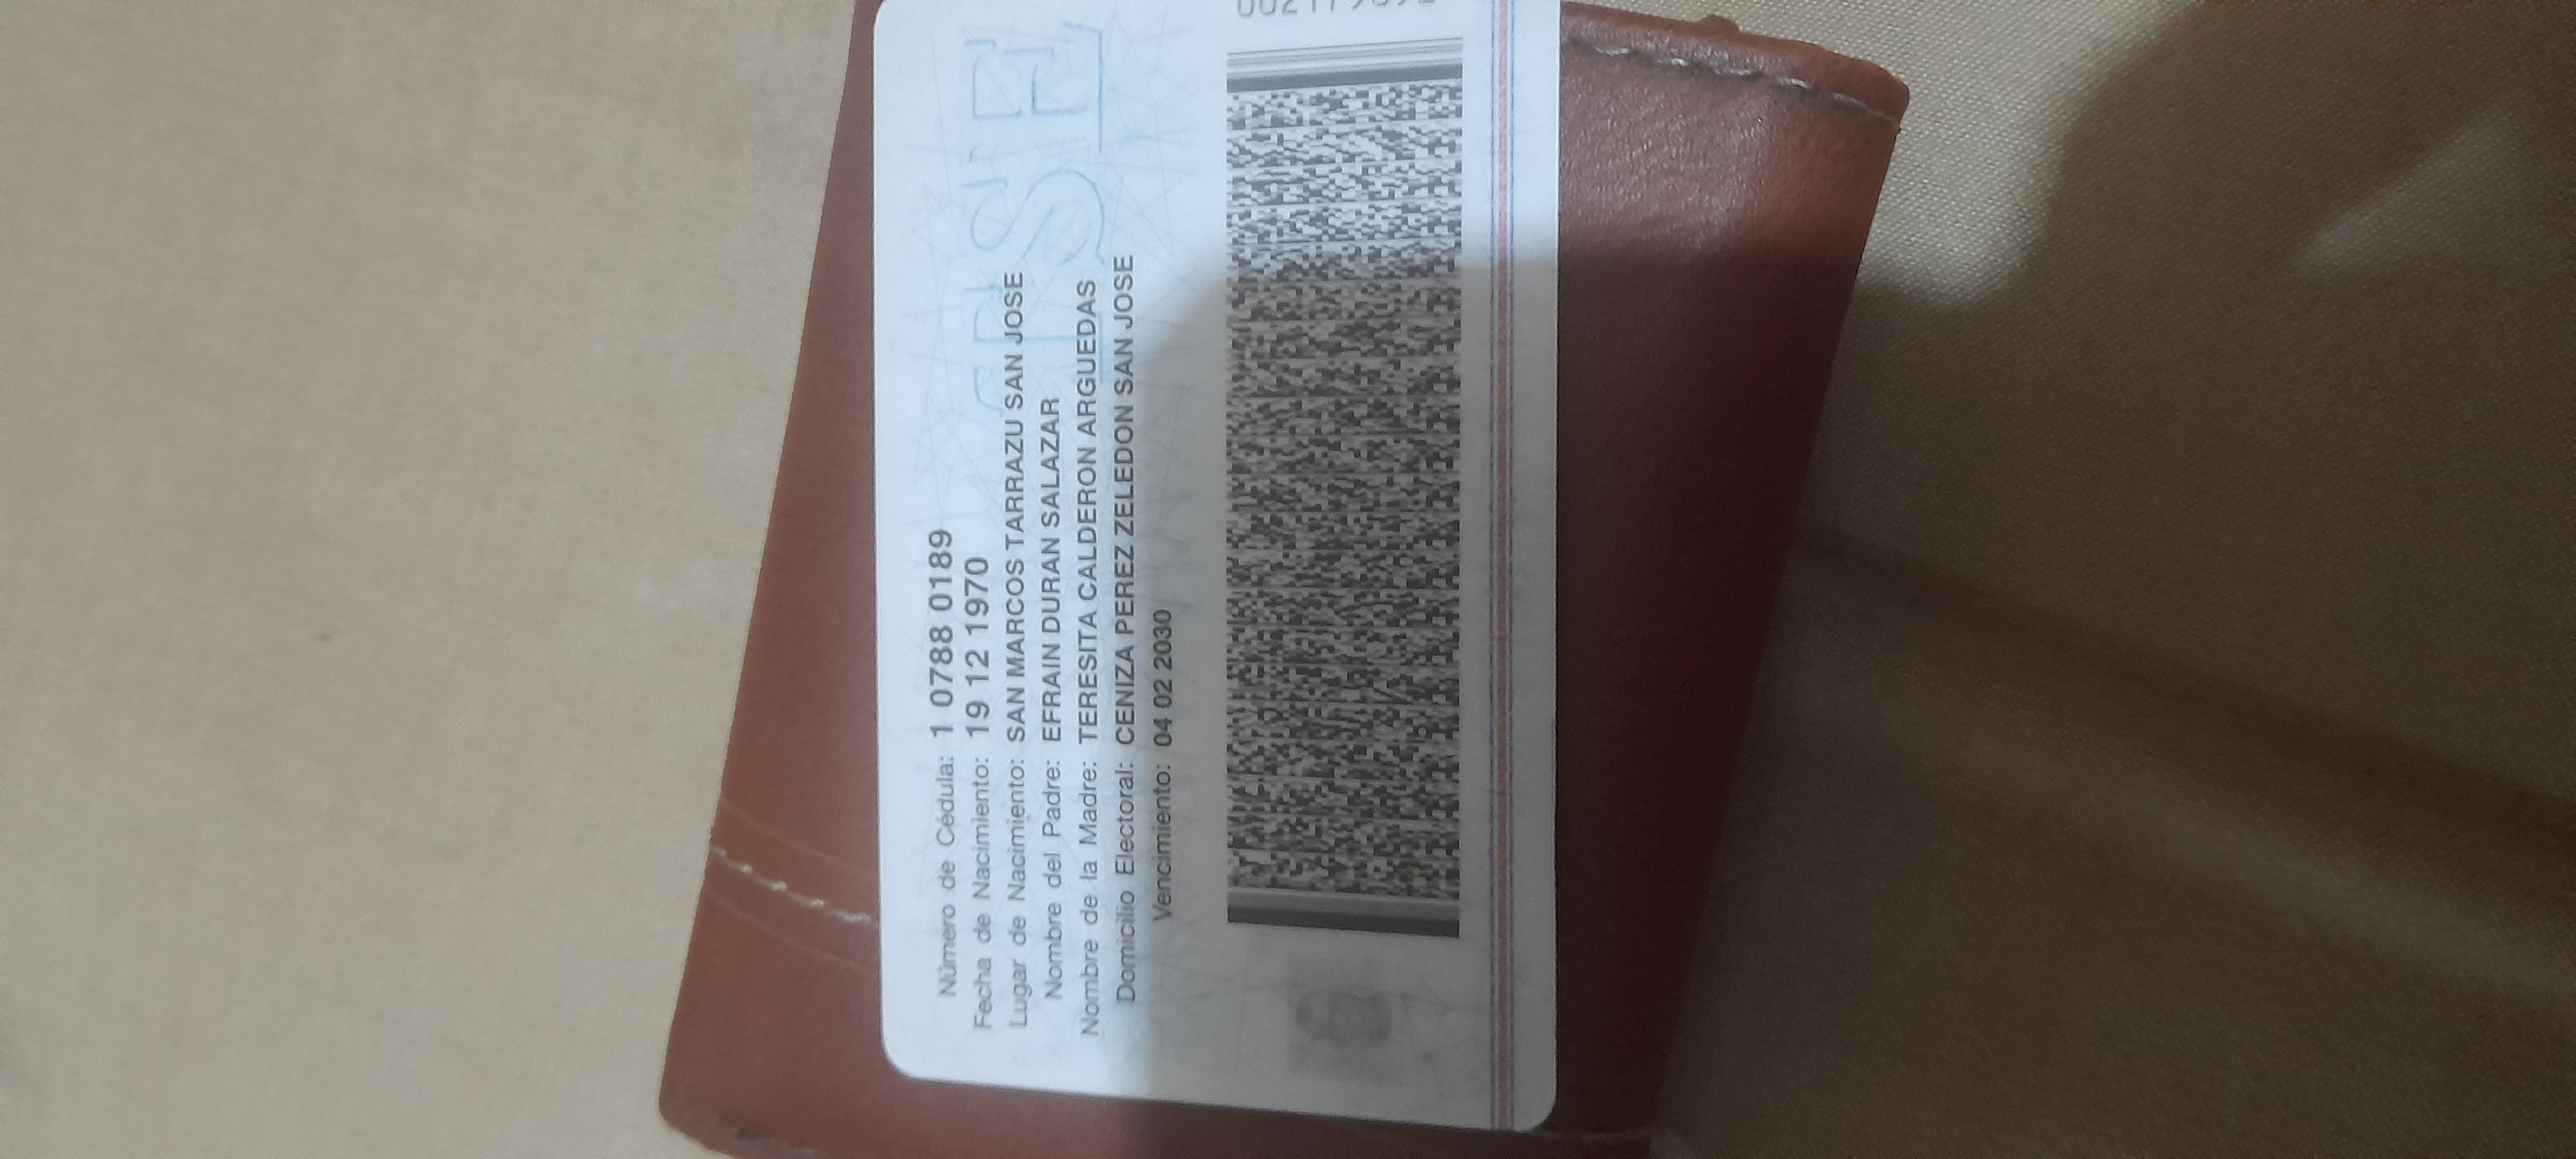 Número de Cédula: 1 0788 0189
Fecha de Nacimiento: 19 12 1970
Lugar de Nacimiento: SAN MARCOS TARRAZU SAN JOSE
Nombre del Padre: EFRAIN DURAN SALAZAR
Nombre de la Madre: TERESITA CALDERON ARGUEDAS
Domicilio Electoral: CENIZA PEREZ ZELEDON SAN JOSE
Vencimiento: 04 02 2030